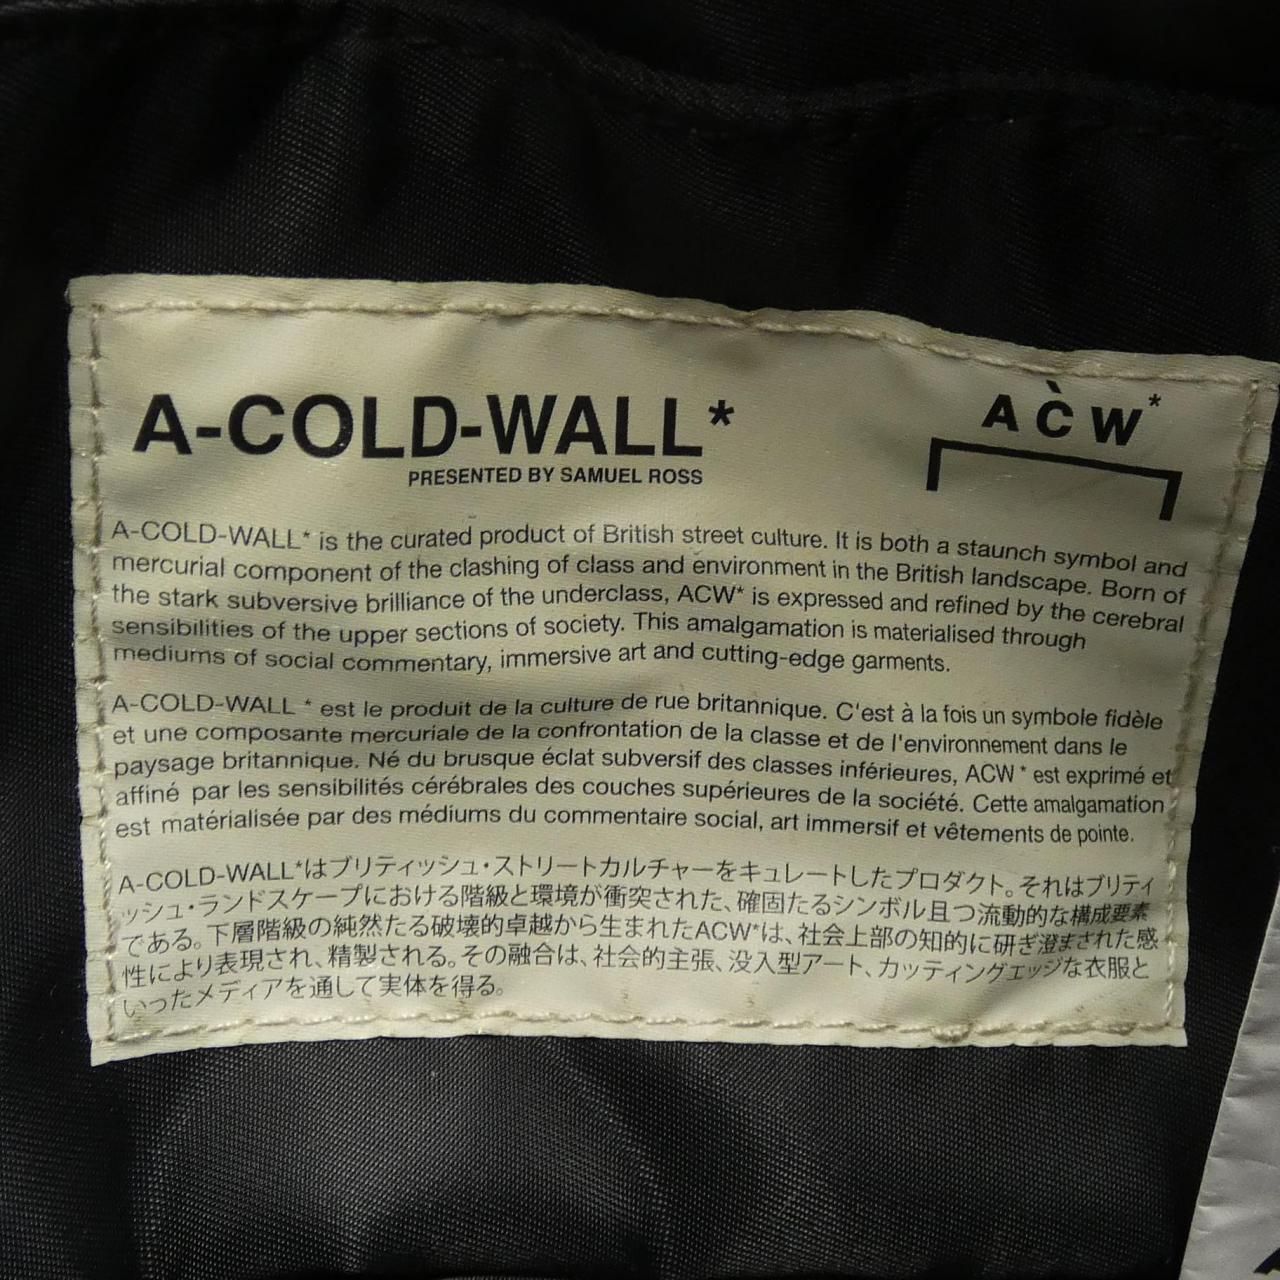 A-COLD-WALL*
PRESENTED BY SAMUEL ROSS
AÒW*
A-COLD-WALL* is the curated product of British street culture. It is both a staunch symbol and
mercurial component of the clashing of class and environment in the British landscape. Born of
the stark subversive brilliance of the underclass, ACW* is expressed and refined by the cerebral
sensibilities of the upper sections of society. This amalgamation is materialised through
mediums of social commentary, immersive art and cutting-edge garments.
A-COLD-WALL * est le produit de la culture de rue britannique. C'est à la fois un symbole fidèle
et une composante mercuriale de la confrontation de la classe et de l'environnement dans le
paysage britannique. Né du brusque éclat subversif des classes inférieures, ACW * est exprimé et
affiné par les sensibilités cérébrales des couches supérieures de la société. Cette amalgamation
est matérialisée par des médiums du commentaire social, art immersif et vêtements de pointe.
A-COLD-WALL*はブリティッシュ・ストリートカルチャーをキュレートしたプロダクト。それはブリティ
ッシュ・ランドスケープにおける階級と環境が衝突された、確固たるシンボル且つ流動的な構成要素
である。下層階級の純然たる破壊的卓越から生まれたACW*は、社会上部の知的に研ぎ澄まされた感
性により表現され、精製される。その融合は、社会的主張、没入型アート、カッティングエッジな衣服と
いったメディアを通して実体を得る。